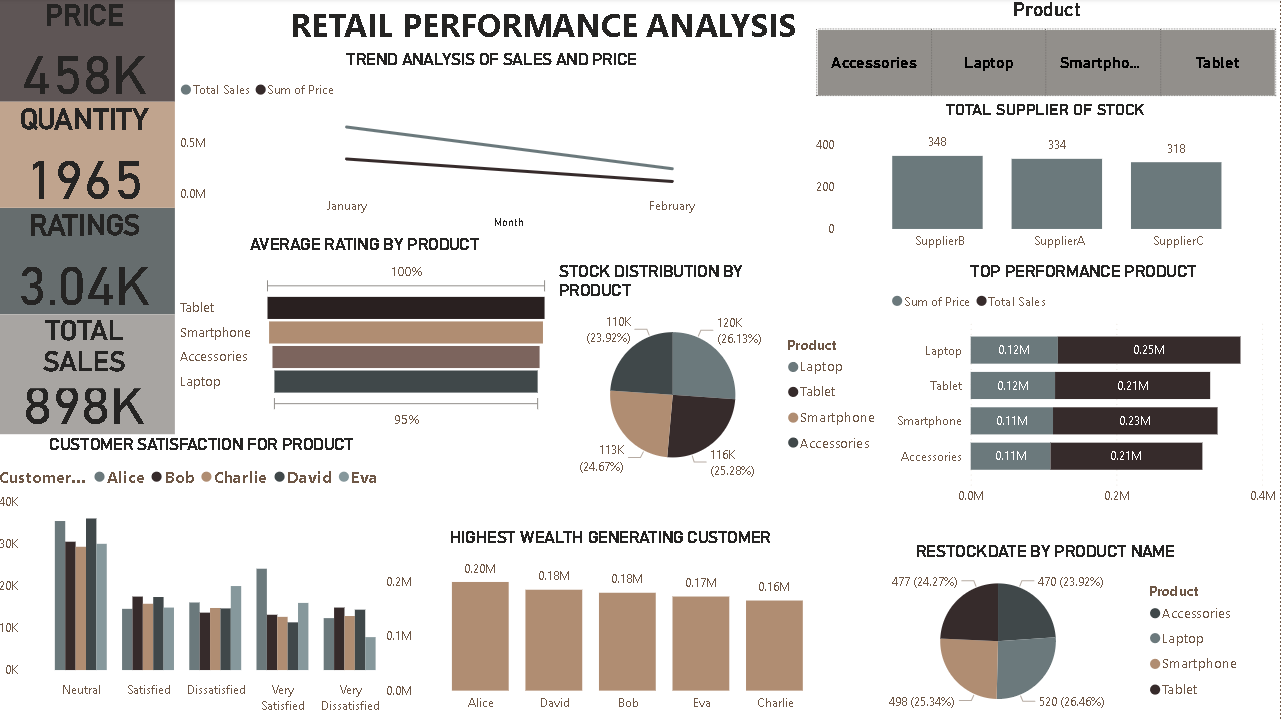 PRICE
458K
QUANTITY
1965
RATINGS
3.04K
TOTAL
SALES
898K
RETAIL PERFORMANCE ANALYSIS
TREND ANALYSIS OF SALES AND PRICE
Total Sales Sum of Price
0.5M
0.0M
January February
Month
Product
Accessories Laptop Smartpho... Tablet
TOTAL SUPPLIER OF STOCK
400
200
0
348 334 318
SupplierB SupplierA SupplierC
AVERAGE RATING BY PRODUCT
100%
Tablet
Smartphone
Accessories
Laptop
95%
STOCK DISTRIBUTION BY
PRODUCT
110K
(23.92%)
120K
(26.13%)
113K
(24.67%)
116K
(25.28%)
Product
Laptop
Tablet
Smartphone
Accessories
TOP PERFORMANCE PRODUCT
Sum of Price Total Sales
Laptop 0.12M 0.25M
Tablet 0.12M 0.21M
Smartphone 0.11M 0.23M
Accessories 0.11M 0.21M
0.0M 0.2M 0.4M
CUSTOMER SATISFACTION FOR PRODUCT
Customer... Alice Bob Charlie David Eva
40K
30K
20K
10K
0K
Neutral Satisfied Dissatisfied Very
Satisfied Very
Dissatisfied
HIGHEST WEALTH GENERATING CUSTOMER
0.2M
0.1M
0.0M
0.20M 0.18M 0.18M 0.17M 0.16M
Alice David Bob Eva Charlie
RESTOCKDATE BY PRODUCT NAME
477 (24.27%) 470 (23.92%)
498 (25.34%) 520 (26.46%)
Product
Accessories
Laptop
Smartphone
Tablet